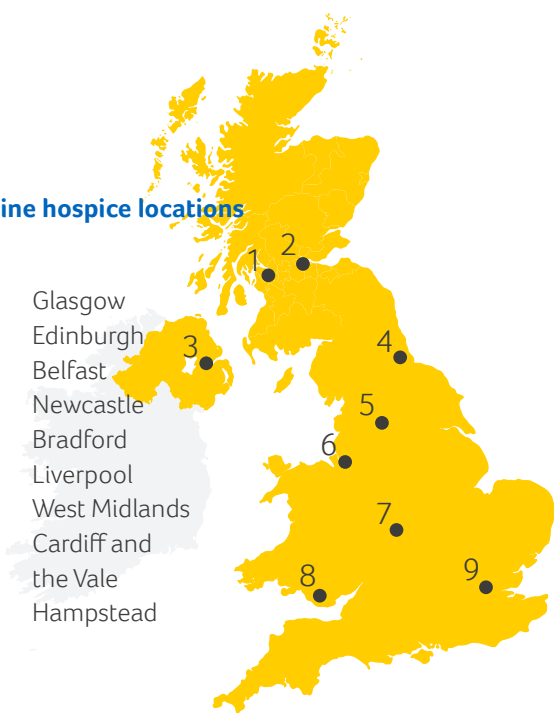 ine hospice locations
Glasgow
Edinburgh
Belfast
Newcastle
Bradford
Liverpool
West Midlands
Cardiff and
the Vale
Hampstead
1
2
3
4
5
6
7
8
9